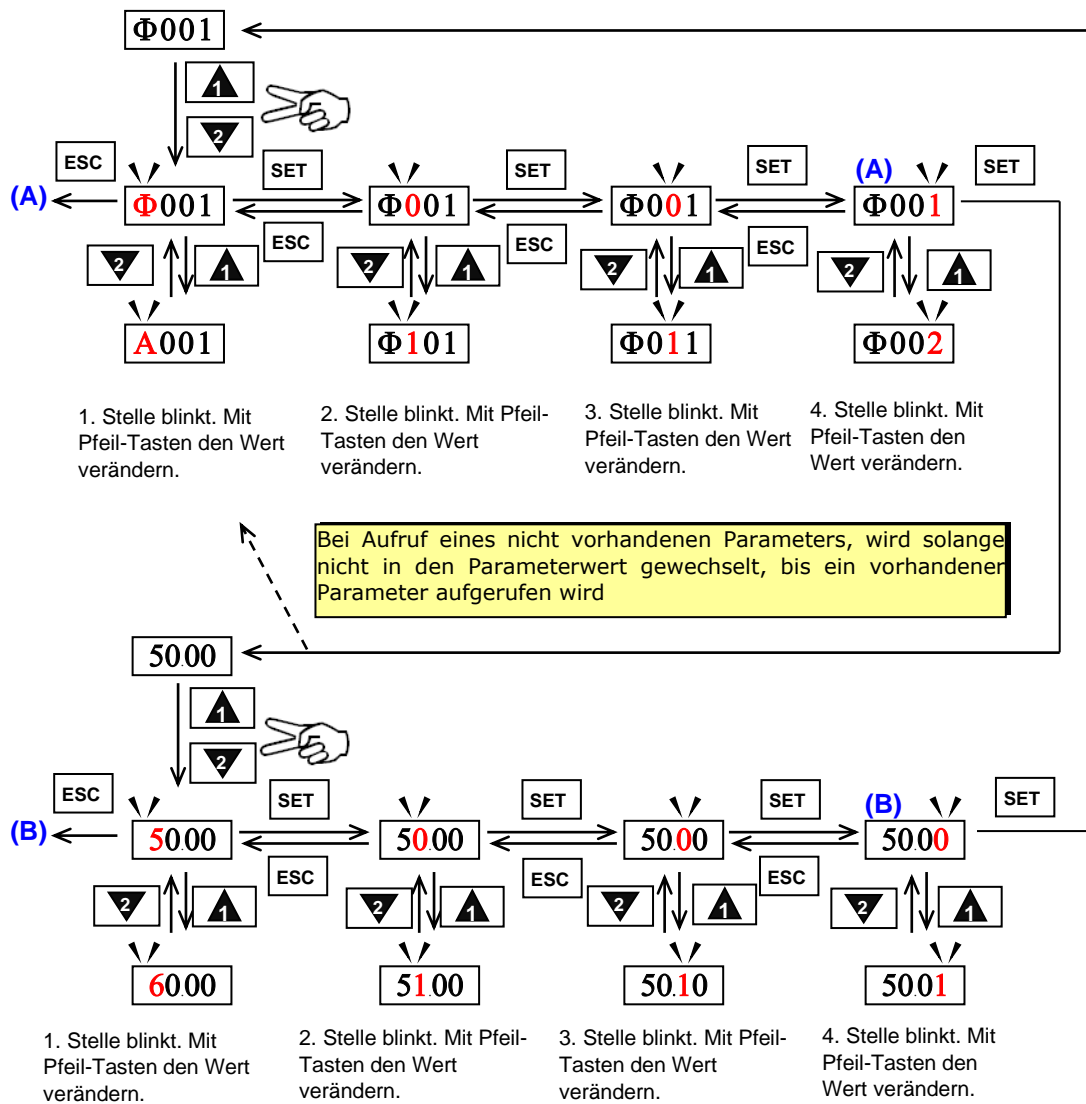 Φ001
1
2
ESC SET SET SET (A) SET
(A) Φ001 Φ001 Φ001 Φ001
ESC ESC ESC
2 1 2 1 2 1 2 1
A001 Φ101 Φ011 Φ002
1. Stelle blinkt. Mit
Pfeil-Tasten den Wert
verändern.
2. Stelle blinkt. Mit Pfeil-
Tasten den Wert
verändern.
3. Stelle blinkt. Mit
Pfeil-Tasten den Wert
verändern.
4. Stelle blinkt. Mit
Pfeil-Tasten den
Wert verändern.
Bei Aufruf eines nicht vorhandenen Parameters, wird solange
nicht in den Parameterwert gewechselt, bis ein vorhandener
Parameter aufgerufen wird
50.00
1
2
ESC SET SET SET (B) SET
(B) 50.00 50.00 50.00 50.00
ESC ESC ESC
2 1 2 1 2 1 2 1
60.00 51.00 50.10 50.01
1. Stelle blinkt. Mit
Pfeil-Tasten den Wert
verändern.
2. Stelle blinkt. Mit Pfeil-
Tasten den Wert
verändern.
3. Stelle blinkt. Mit Pfeil-
Tasten den Wert
verändern.
4. Stelle blinkt. Mit
Pfeil-Tasten den
Wert verändern.